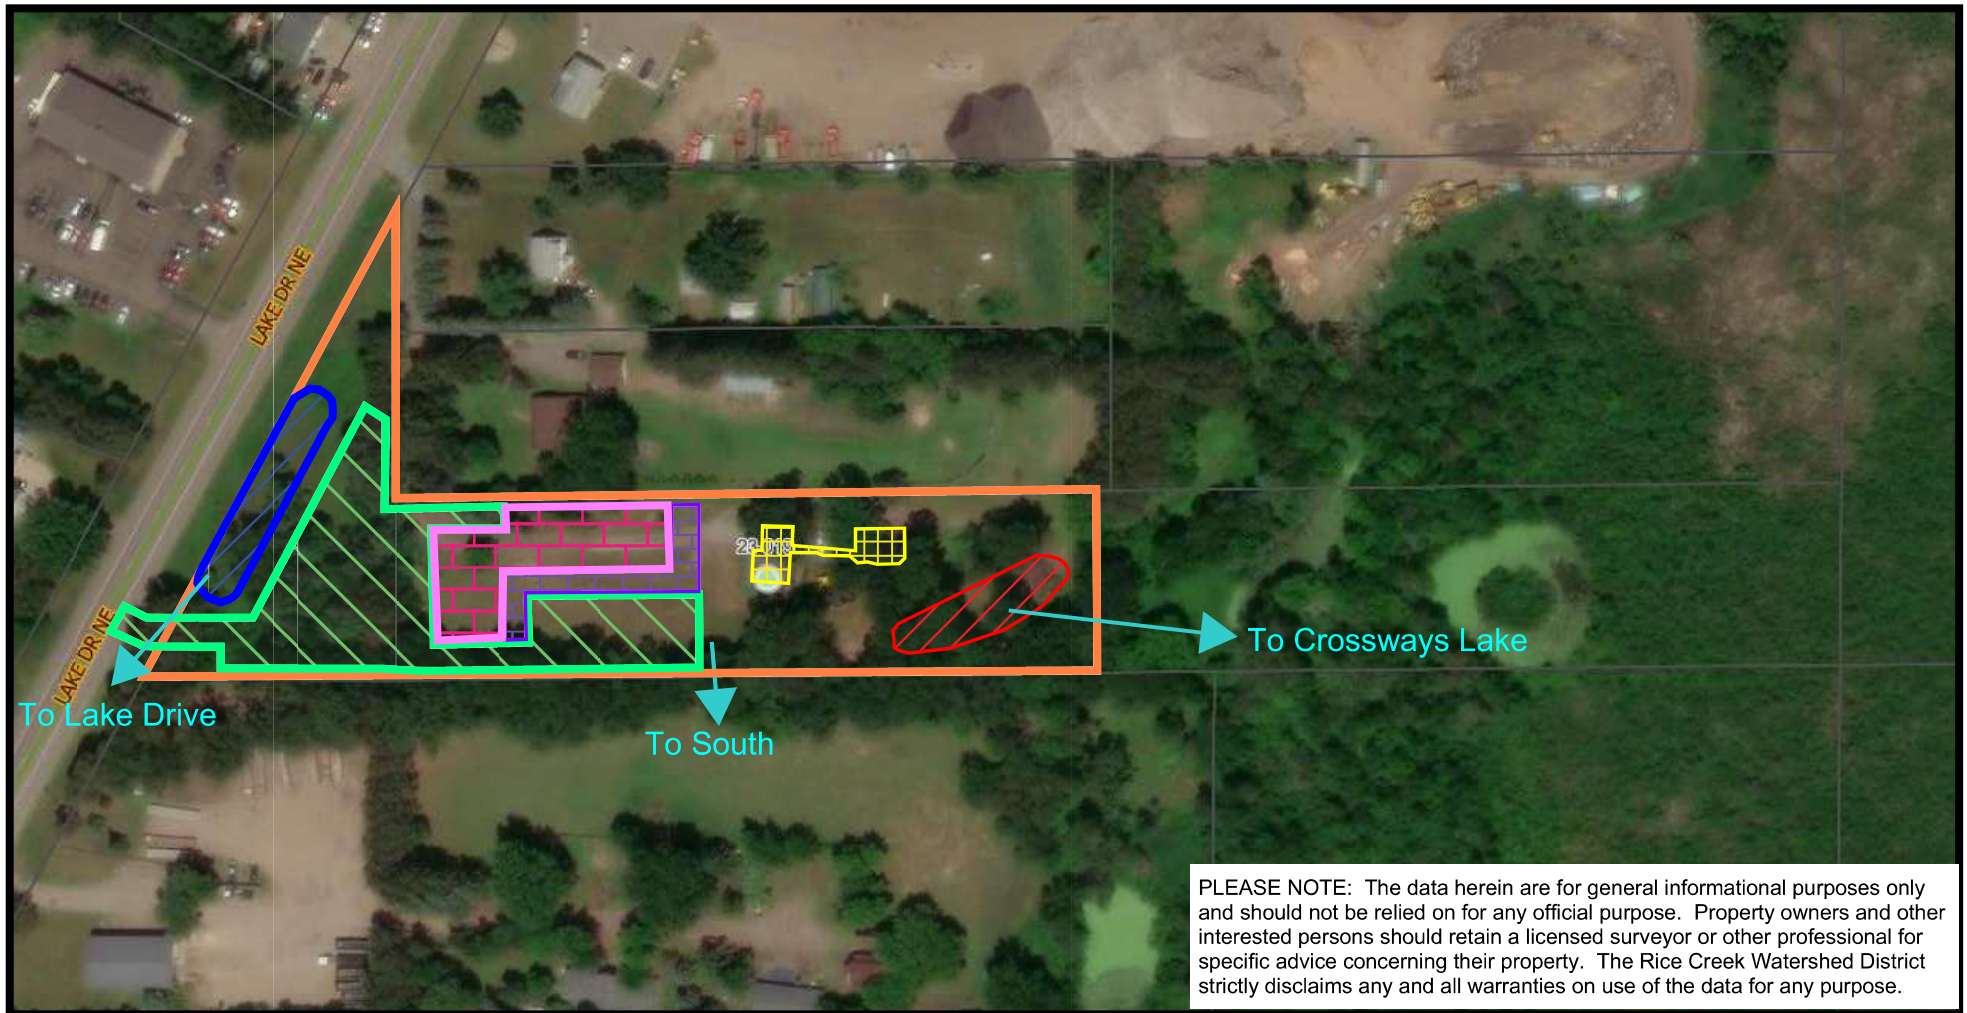 LAKE DR NE
LAKE DR NE
To Lake Drive
To South
To Crossways Lake
PLEASE NOTE: The data herein are for general informational purposes only
and should not be relied on for any official purpose. Property owners and other
interested persons should retain a licensed surveyor or other professional for
specific advice concerning their property. The Rice Creek Watershed District
strictly disclaims any and all warranties on use of the data for any purpose.